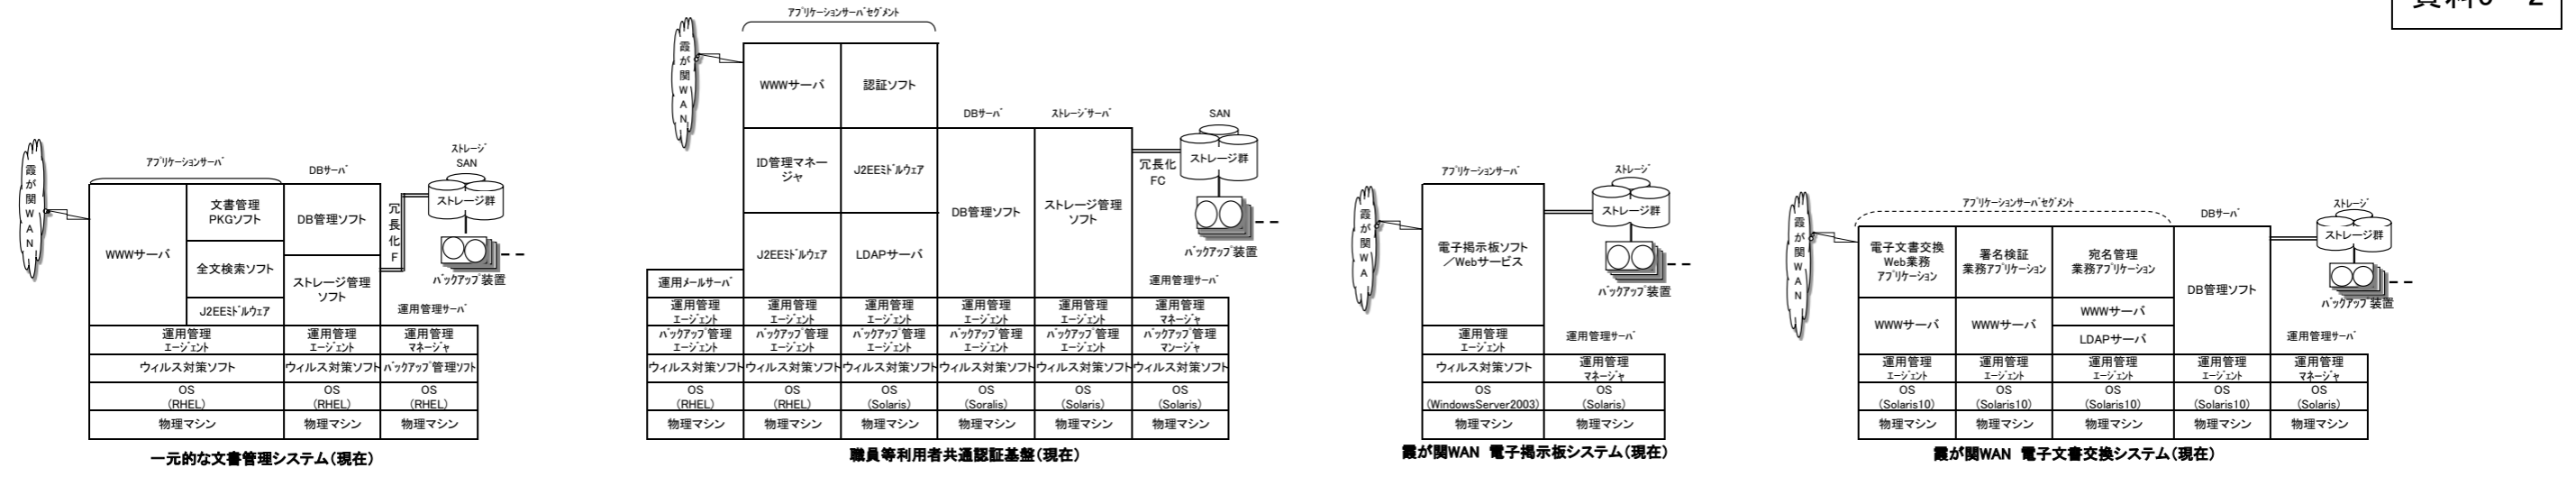 資料
2
アプリケーションサーバセグメント
霞が関WAN
WWWサーバ
認証ソフト
DBサーバ
ストレージサーバ
SAN
ID管理マネー
ジャ
J2EEミドルウェア
冗長化
FC
ストレージ群
DB管理ソフト
ストレージ管理
ソフト
J2EEミドルウェア
LDAPサーバ
バックアップ装置
運用メールサーバ
運用管理サーバ
運用管理
エージェント
運用管理
エージェント
運用管理
エージェント
運用管理
エージェント
運用管理
エージェント
運用管理
マネージャ
バックアップ管理
エージェント
バックアップ管理
エージェント
バックアップ管理
エージェント
バックアップ管理
エージェント
バックアップ管理
エージェント
バックアップ管理
マンージャ
ウィルス対策ソフト
ウィルス対策ソフト
ウィルス対策ソフト
ウィルス対策ソフト
ウィルス対策ソフト
ウィルス対策ソフト
OS
(RHEL)
OS
(RHEL)
OS
(Solaris)
OS
(Soralis)
OS
(Solaris)
OS
(Solaris)
物理マシン
物理マシン
物理マシン
物理マシン
物理マシン
物理マシン
職員等利用者共通認証基盤(現在)
霞が関WAN
アプリケーションサーバ
DBサーバ
ストレージ
SAN
WWWサーバ
文書管理
PKGソフト
全文検索ソフト
J2EEミドルウェア
DB管理ソフト
ストレージ管理
ソフト
冗長化F
ストレージ群
バックアップ装置
運用管理サーバ
運用管理
エージェント
運用管理
エージェント
運用管理
マネージャ
ウィルス対策ソフト
ウィルス対策ソフト
バックアップ管理ソフト
OS
(RHEL)
OS
(RHEL)
OS
(RHEL)
物理マシン
物理マシン
物理マシン
一元的な文書管理システム(現在)
霞が関WAN
アプリケーションサーバ
ストレージ
ストレージ群
電子掲示板ソフト
/Webサービス
バックアップ装置
運用管理サーバ
運用管理
エージェント
ウィルス対策ソフト
運用管理
マネージャ
OS
(WindowsServer2003)
OS
(Solaris)
物理マシン
物理マシン
霞が関WAN 電子掲示板システム(現在)
霞が関WAN
アプリケーションサーバセグメント
DBサーバ
ストレージ
ストレージ群
電子文書交換
Web業務
アプリケーション
署名検証
業務アプリケーション
宛名管理
業務アプリケーション
DB管理ソフト
バックアップ装置
WWWサーバ
WWWサーバ
WWWサーバ
LDAPサーバ
運用管理サーバ
運用管理
エージェント
運用管理
エージェント
運用管理
エージェント
運用管理
エージェント
運用管理
マネージャ
OS
(Solaris10)
OS
(Solaris10)
OS
(Solaris10)
OS
(Solaris10)
OS
(Solaris)
物理マシン
物理マシン
物理マシン
物理マシン
物理マシン
霞が関WAN 電子文書交換システム(現在)